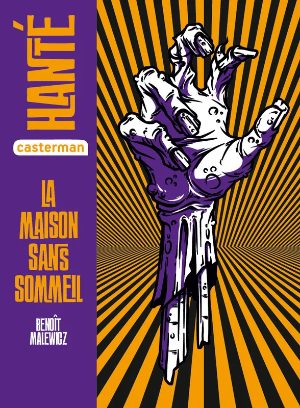 HANTÉ
casterman
LA
MAISON
SANS
SOMMEIL
BENOÎT
MALEWICZ